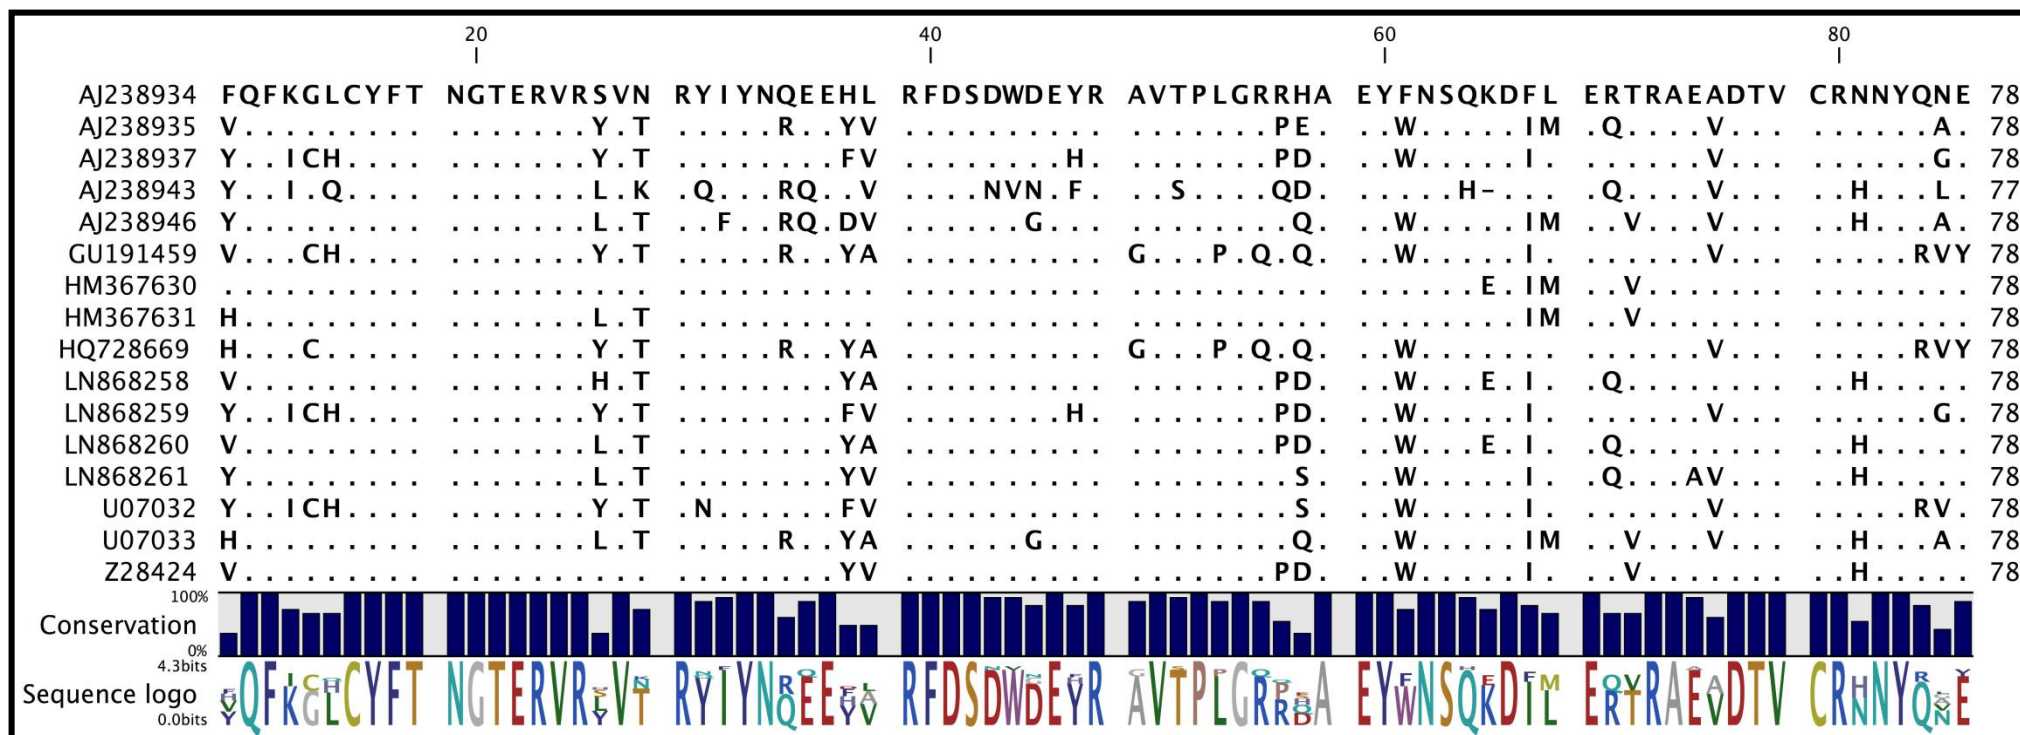 20 40 60 80
AJ238934 FQFKGLCYFT NGTERVRSVN RYIYNQEEHL RFDSDWDEYR AVTPLGRRHA EYFNSQKDFL ERTRAEADTV CRNNYQNE 78
AJ238935 V......... .......Y.T .....R..YV .......... .......PE. ..W.....IM .Q....V... ......A. 78
AJ238937 Y..ICH.... .......Y.T ........FV ........H. .......PD. ..W.....I. ......V... ......G. 78
AJ238943 Y..I.Q.... .......L.K .Q...RQ..V ....NVN.F. ..S....QD. .....H-... .Q....V... ..H...L. 77
AJ238946 Y......... .......L.T ..F..RQ.DV ......G... ........Q. ..W.....IM ..V...V... ..H...A. 78
GU191459 V...CH.... .......Y.T .....R..YA .......... G...P.Q.Q. ..W.....I. ......V... .....RVY 78
HM367630 .......... .......... .......... .......... .......... ......E.IM ..V....... ........ 78
HM367631 H......... .......L.T .......... .......... .......... ........IM ..V....... ........ 78
HQ728669 H...C..... .......Y.T .....R..YA .......... G...P.Q.Q. ..W....... ......V... .....RVY 78
LN868258 V......... .......H.T ........YA .......... .......PD. ..W...E.I. .Q........ ..H..... 78
LN868259 Y..ICH.... .......Y.T ........FV ........H. .......PD. ..W.....I. ......V... ......G. 78
LN868260 V......... .......L.T ........YA .......... .......PD. ..W...E.I. .Q........ ..H..... 78
LN868261 Y......... .......L.T ........YV .......... ........S. ..W.....I. .Q...AV... ..H..... 78
U07032 Y..ICH.... .......Y.T .N......FV .......... ........S. ..W.....I. ......V... .....RV. 78
U07033 H......... .......L.T .....R..YA ......G... ........Q. ..W.....IM ..V...V... ..H...A. 78
Z28424 V......... .......... ........YV .......... .......PD. ..W.....I. ..V....... ..H..... 78
100%
Conservation
0%
4.3bits
Sequence logo
0.0bits